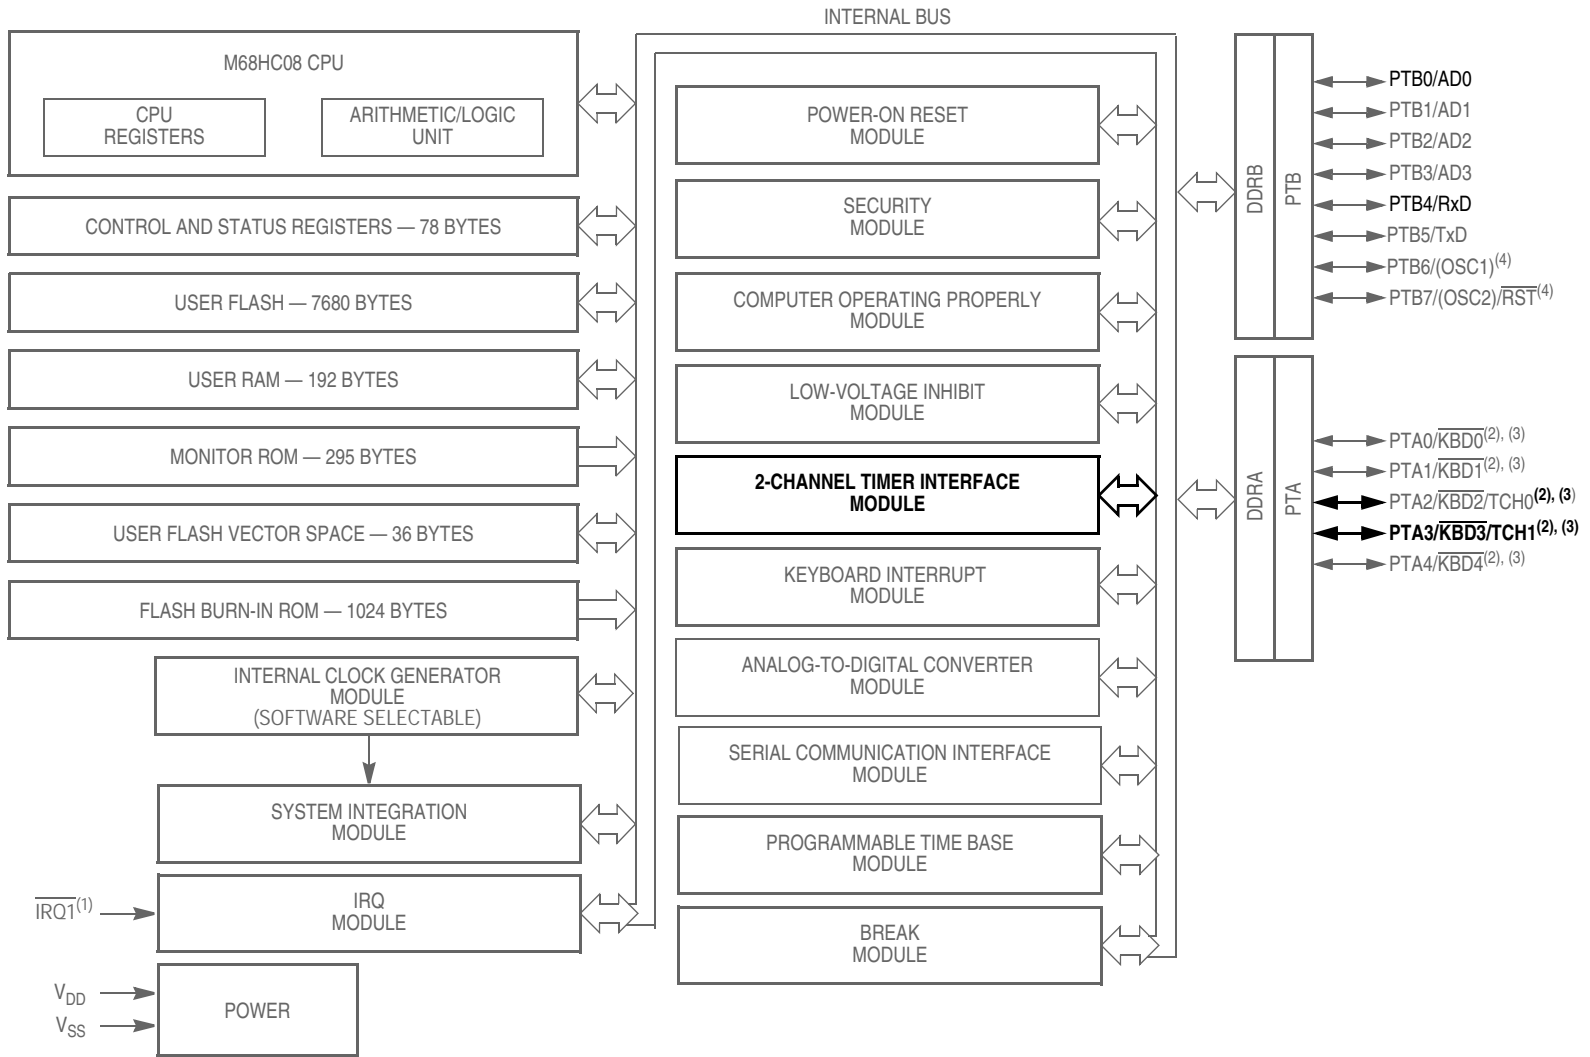 INTERNAL BUS
M68HC08 CPU
CPU
REGISTERS
ARITHMETIC/LOGIC
UNIT
CONTROL AND STATUS REGISTERS — 78 BYTES
USER FLASH — 7680 BYTES
USER RAM — 192 BYTES
MONITOR ROM — 295 BYTES
USER FLASH VECTOR SPACE — 36 BYTES
FLASH BURN-IN ROM — 1024 BYTES
INTERNAL CLOCK GENERATOR
MODULE
(SOFTWARE SELECTABLE)
SYSTEM INTEGRATION
MODULE
IRQ1(1)
IRQ
MODULE
VDD
VSS
POWER
POWER-ON RESET
MODULE
SECURITY
MODULE
COMPUTER OPERATING PROPERLY
MODULE
LOW-VOLTAGE INHIBIT
MODULE
2-CHANNEL TIMER INTERFACE
MODULE
KEYBOARD INTERRUPT
MODULE
ANALOG-TO-DIGITAL CONVERTER
MODULE
SERIAL COMMUNICATION INTERFACE
MODULE
PROGRAMMABLE TIME BASE
MODULE
BREAK
MODULE
DDRB
PTB
PTB0/AD0
PTB1/AD1
PTB2/AD2
PTB3/AD3
PTB4/RxD
PTB5/TxD
PTB6/(OSC1)(4)
PTB7/(OSC2)/RST(4)
DDRA
PTA
PTA0/KBD0(2), (3)
PTA1/KBD1(2), (3)
PTA2/KBD2/TCH0(2), (3)
PTA3/KBD3/TCH1(2), (3)
PTA4/KBD4(2), (3)